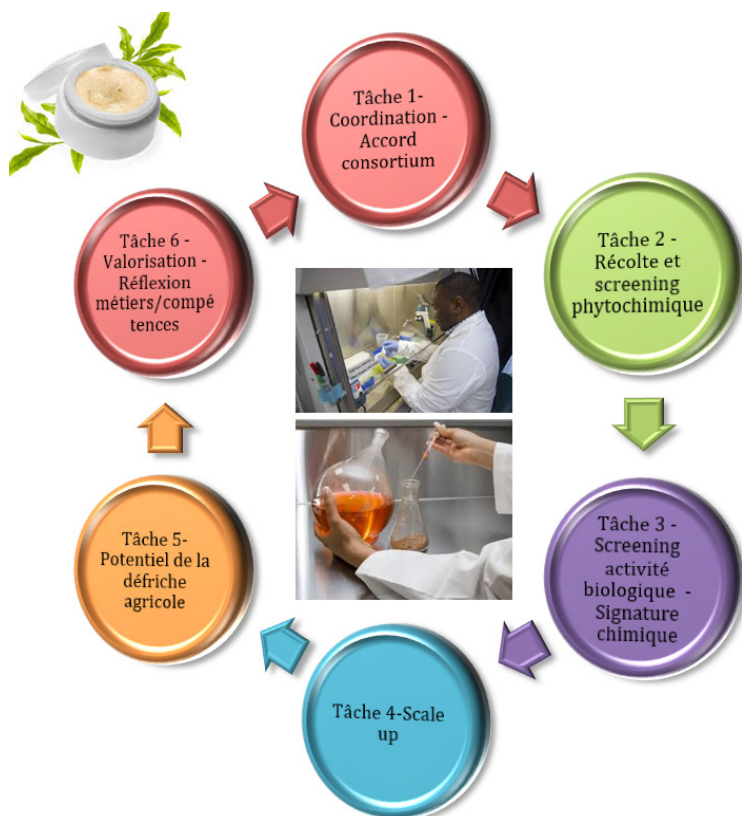 Tâche 1-
Coordination -
Accord
consortium
Tâche 2 -
Récolte et
screening
phytochimique
Tâche 3 -
Screening
activité
biologique -
Signature
chimique
Tâche 4-Scale
up
Tâche 5-
Potentiel de la
défriche
agricole
Tâche 6 -
Valorisation -
Réflexion
métiers/compé
tences